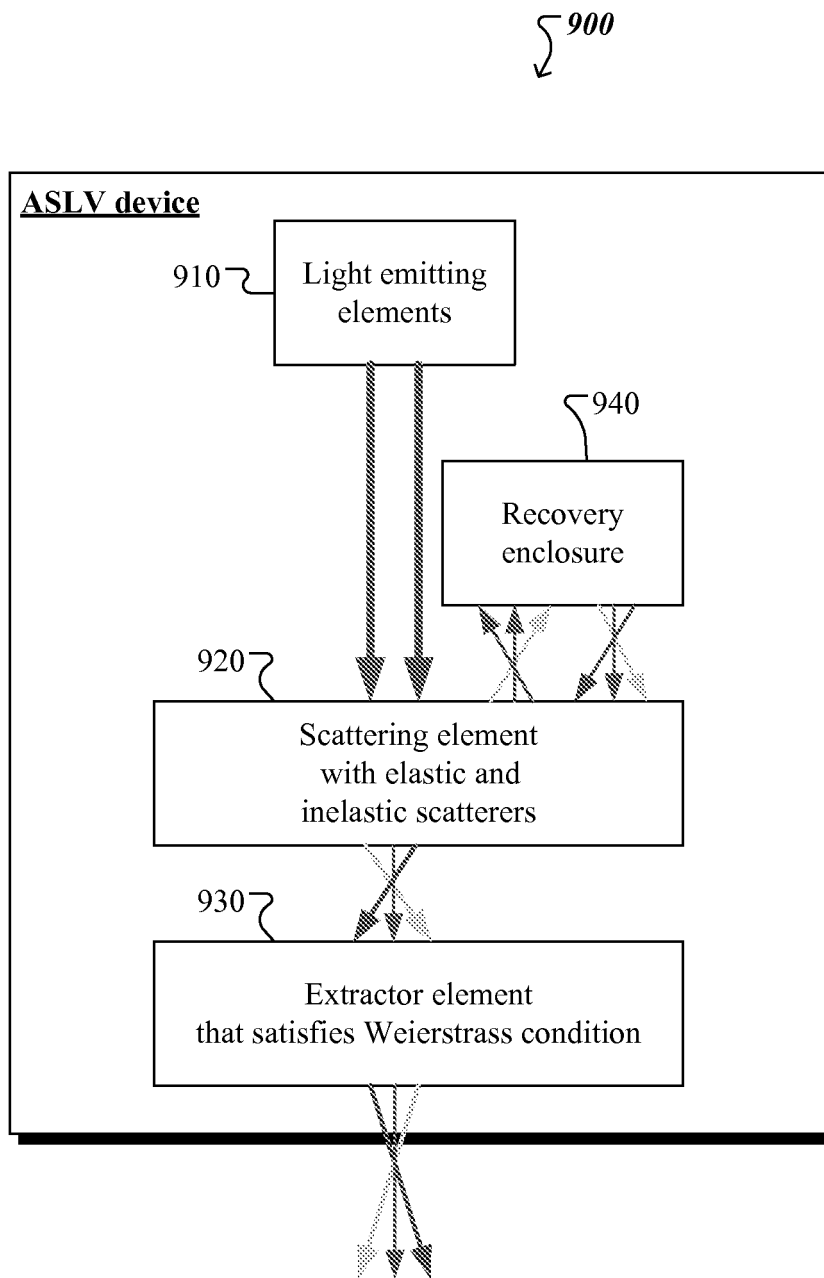 900
ASLV device
910
Light emitting
elements
940
Recovery
enclosure
920
Scattering element
with elastic and
inelastic scatterers
930
Extractor element
that satisfies Weierstrass condition